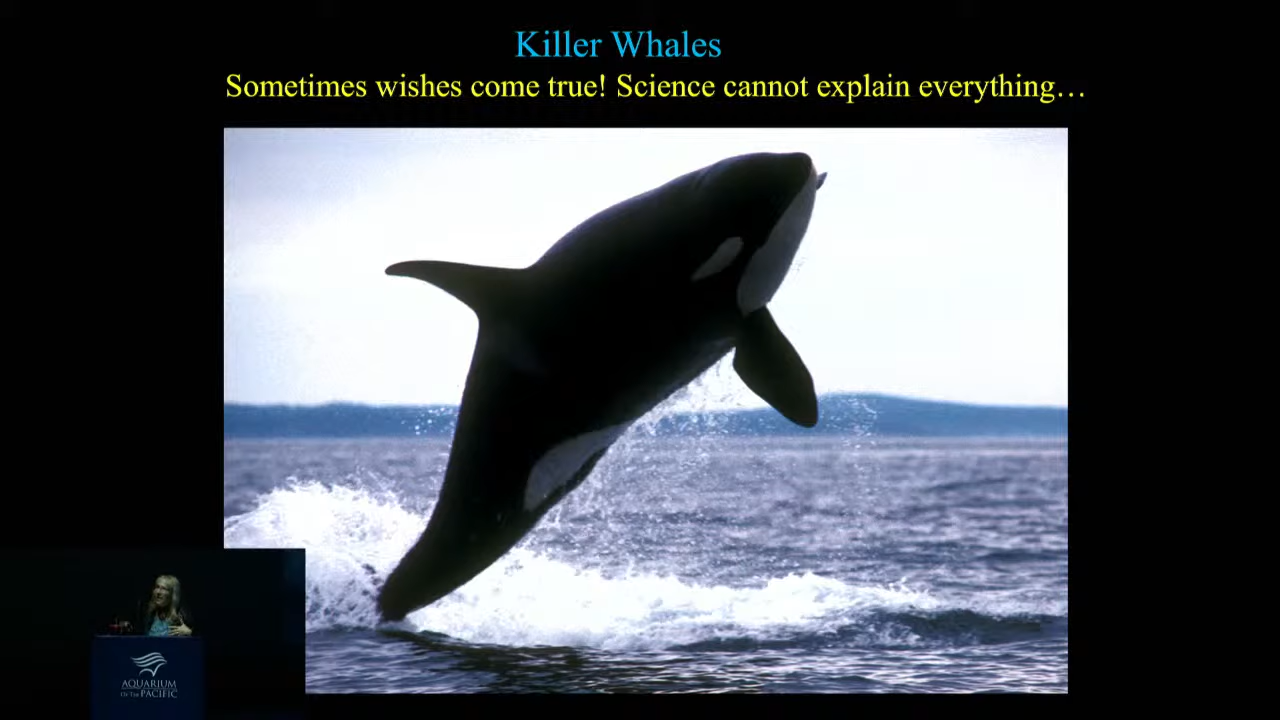 Killer Whales
Sometimes wishes come true! Science cannot explain everything…
AQUARIUM
OF THE PACIFIC